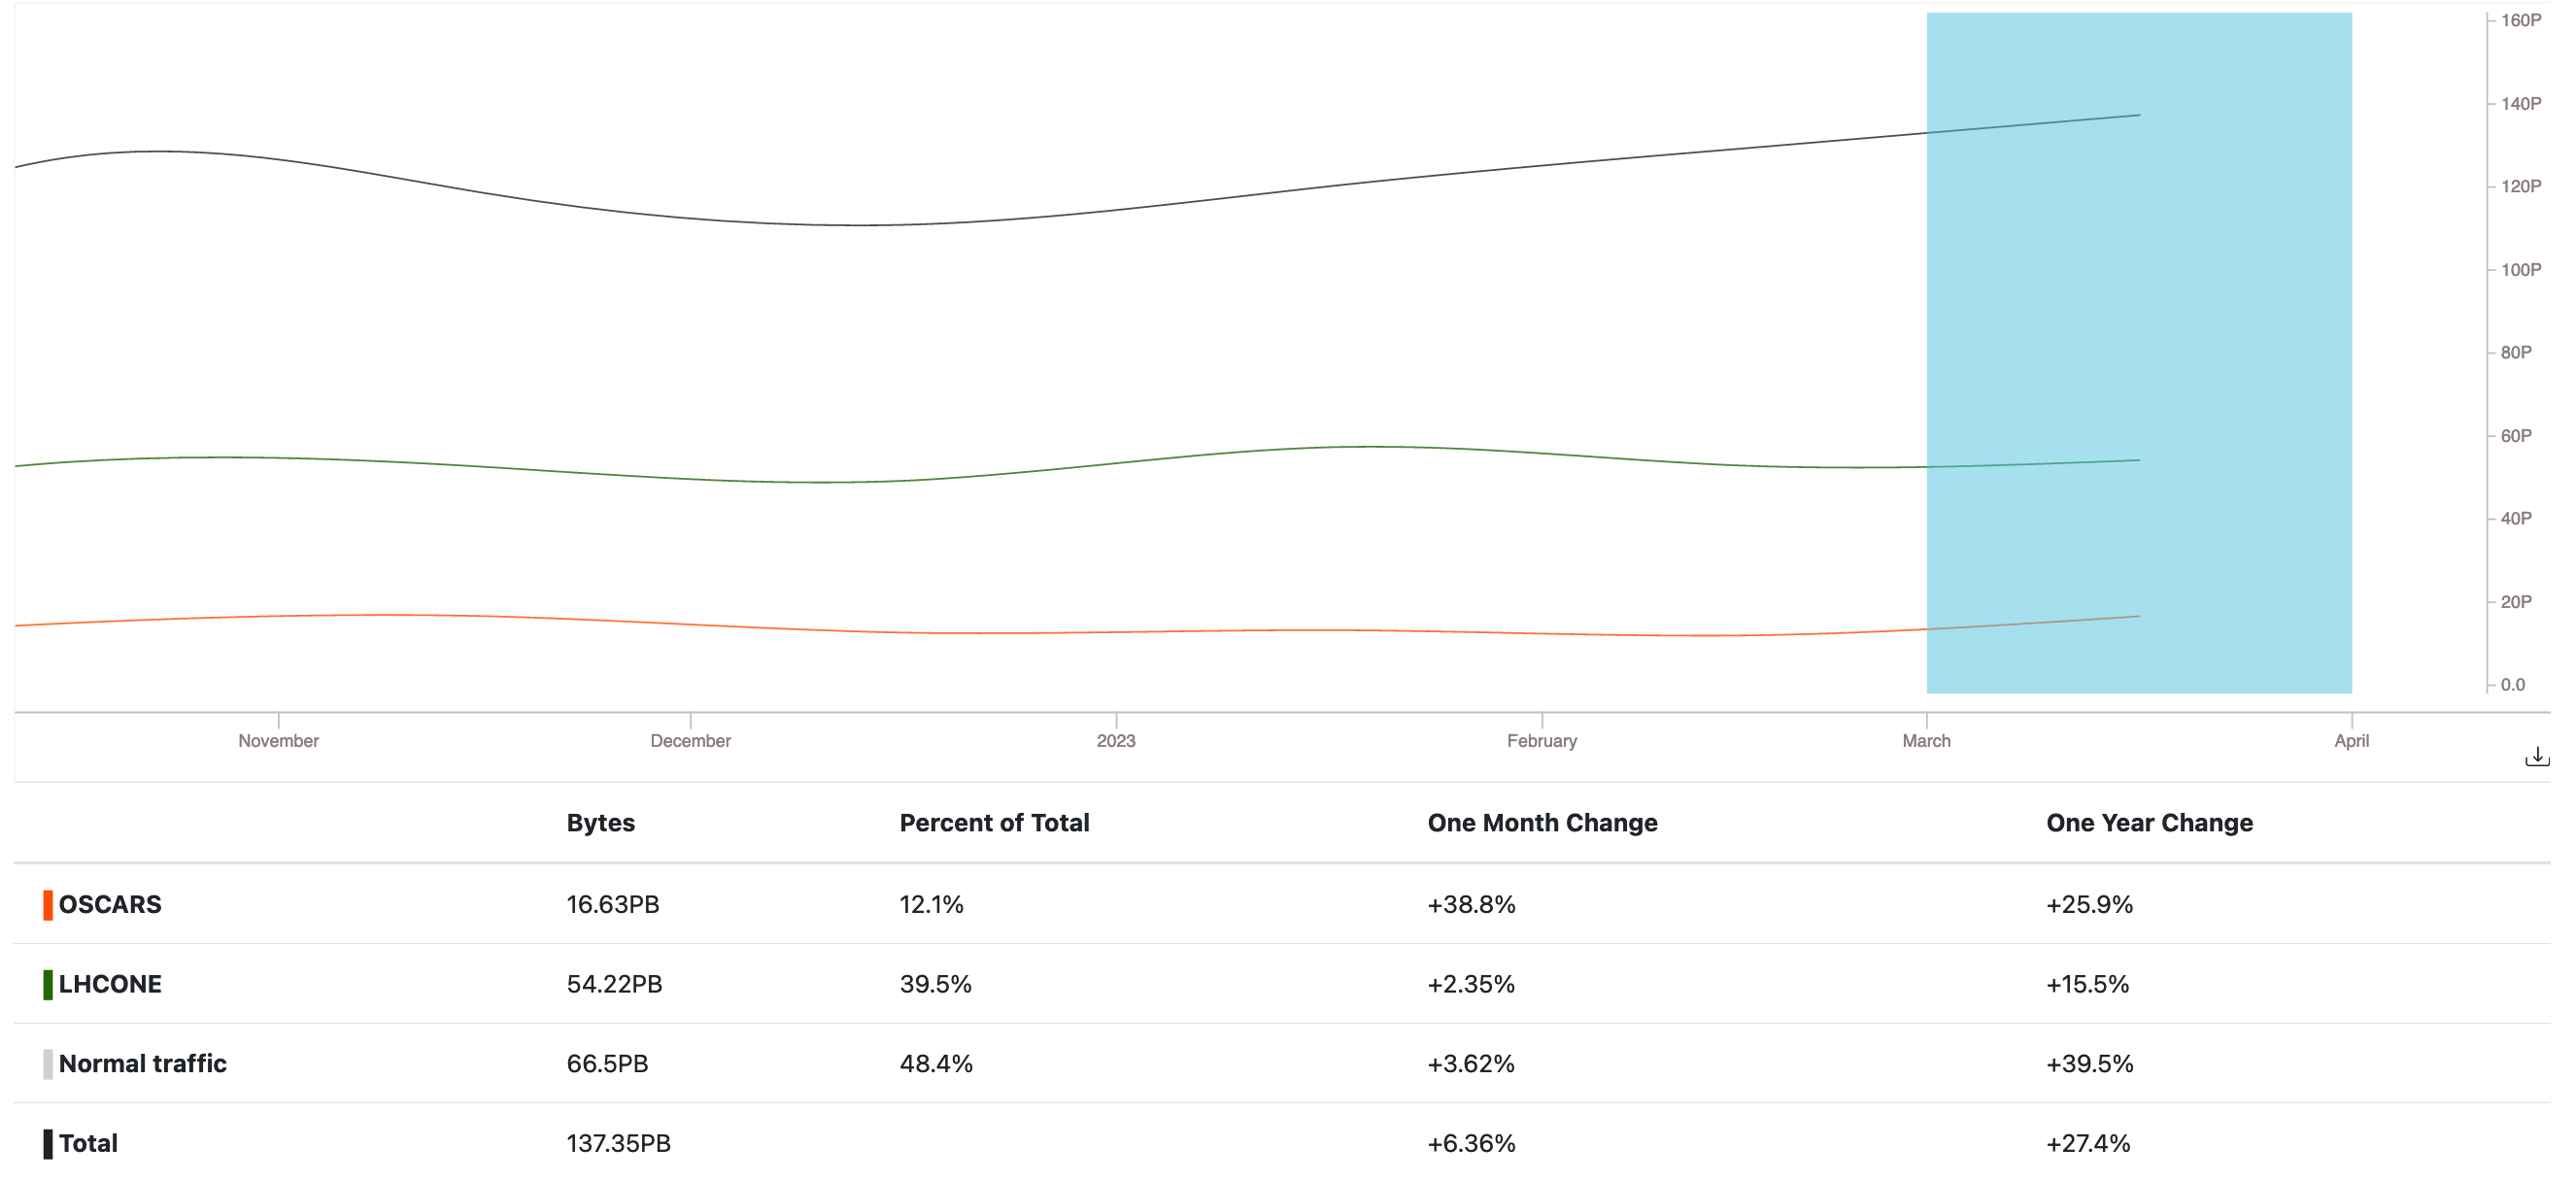 160P
140P
120P
100P
80P
60P
40P
20P
0.0
November December 2023 February March April
Bytes Percent of Total One Month Change One Year Change
OSCARS 16.63PB 12.1% +38.8% +25.9%
LHCONE 54.22PB 39.5% +2.35% +15.5%
Normal traffic 66.5PB 48.4% +3.62% +39.5%
Total 137.35PB +6.36% +27.4%